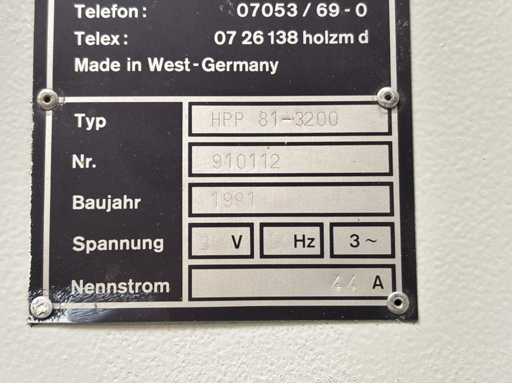 Telefon: 07053 / 69 - 0
Telex: 07 26 138 holzm d
Made in West-Germany
Typ HPP 81-3200
Nr. 910112
Baujahr 1991
Spannung V Hz 3~
Nennstrom 44 A